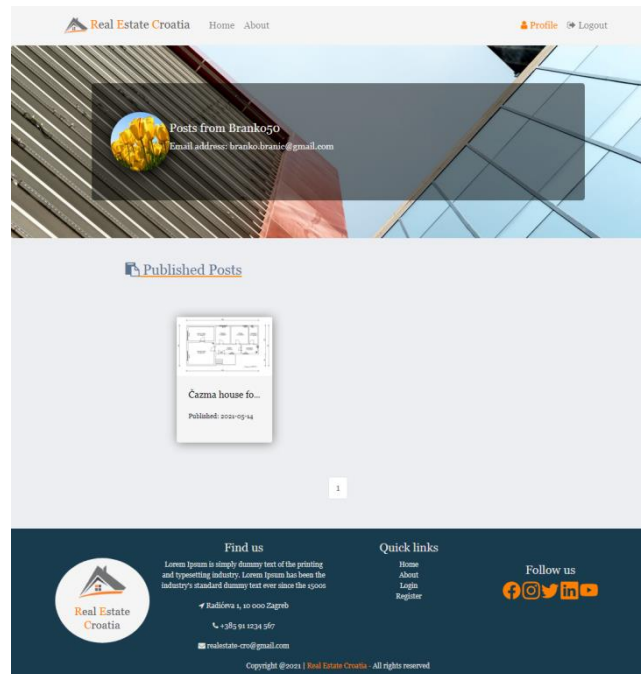 Real Estate Croatia
Home
About
Profile
Logout
Posts from Branko50
Email address: branko.branic@gmail.com
Published Posts
Čazma house fo...
Published: 2021-05-14
1
Real Estate
Croatia
Find us
Lorem Ipsum is simply dummy text of the printing
and typesetting industry. Lorem Ipsum has been the
industry's standard dummy text ever since the 1500s
Radićeva 1, 10 000 Zagreb
+385 91 1234 567
realestate-cro@gmail.com
Quick links
Home
About
Login
Register
Follow us
Copyright @2021 | Real Estate Croatia - All rights reserved